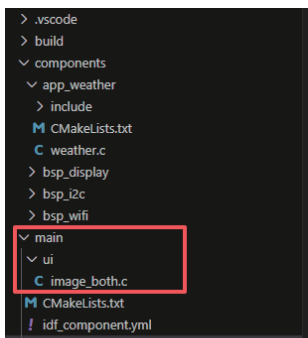 .vscode
build
components
app_weather
include
M CMakeLists.txt
C weather.c
bsp_display
bsp_i2c
bsp_wifi
main
ui
C image_both.c
M CMakeLists.txt
! idf_component.yml